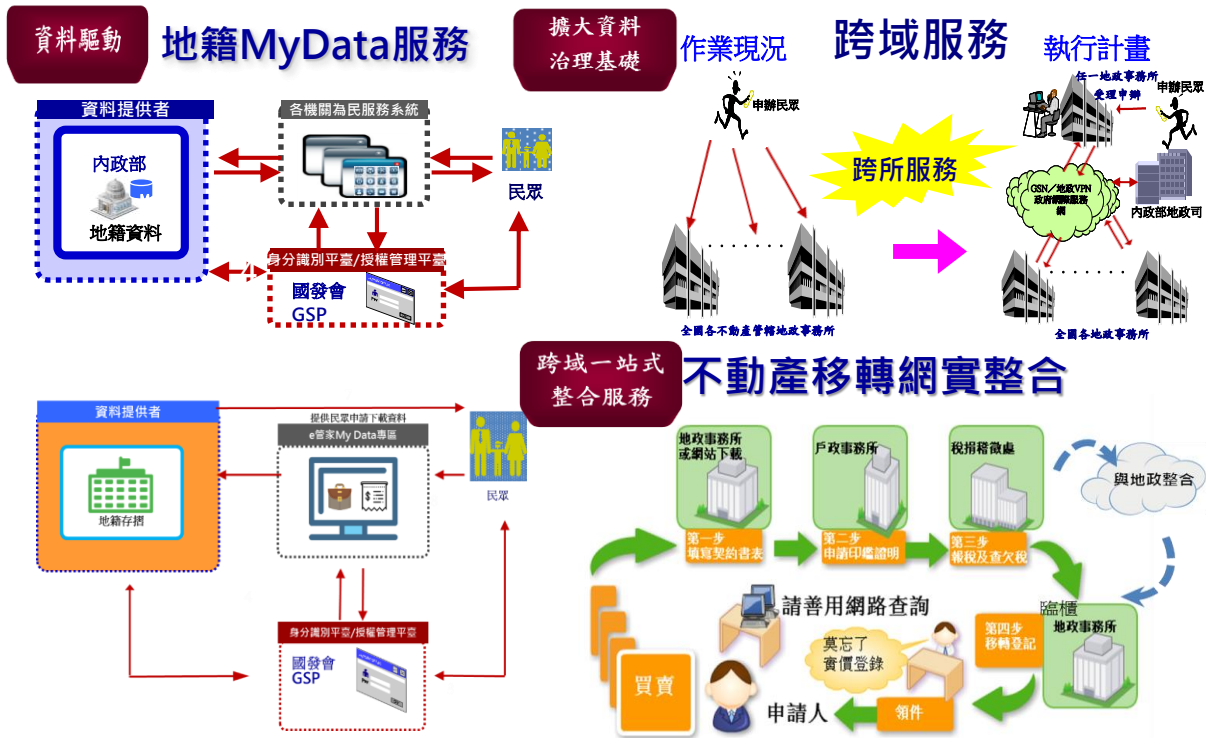 資料驅動
地籍MyData服務
資料提供者
內政部
地籍資料
各機關為民服務系統
民眾
身分識別平臺/授權管理平臺
國發會
GSP
擴大資料
治理基礎
作業現況
跨域服務
執行計畫
申辦民眾
全國各不動產管轄地政事務所
跨所服務
任一地政事務所
受理申辦
申辦民眾
GSN／地政VPN
政府網際服務
網
內政部地政司
全國各地政事務所
資料提供者
地籍存摺
提供民眾申請下載資料
e管家My Data專區
民眾
身分識別平臺/授權管理平臺
國發會
GSP
跨域一站式
整合服務
不動產移轉網實整合
地政事務所
或網站下載
第一步
填寫契約書表
戶政事務所
第二步
申請印鑑證明
稅捐稽徵處
第三步
報稅及查欠稅
與地政整合
臨櫃
地政事務所
第四步
移轉登記
請善用網路查詢
莫忘了
實價登錄
買賣
申請人
領件